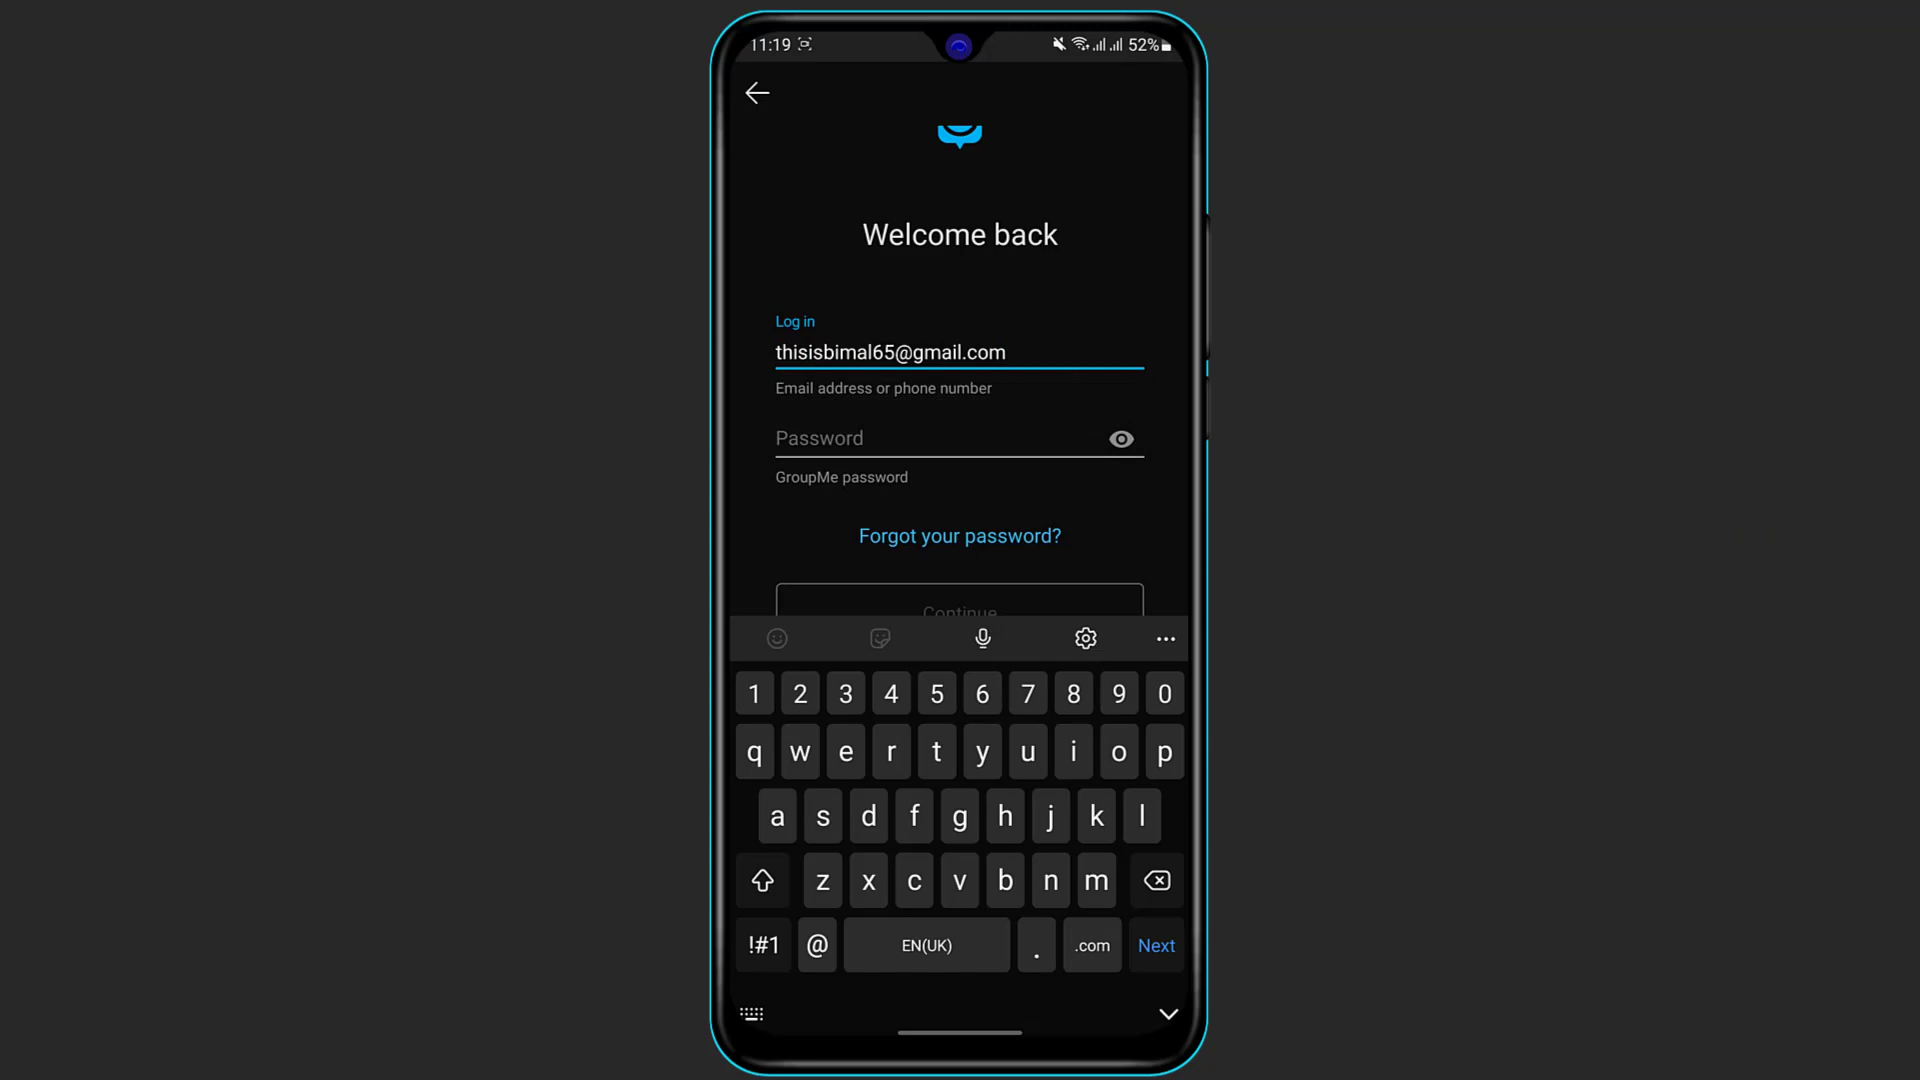 11:19 52%
Welcome back
Log in
thisisbimal65@gmail.com
Email address or phone number
Password
GroupMe password
Forgot your password?
Continue
1 2 3 4 5 6 7 8 9 0
q w e r t y u i o p
a s d f g h j k l
z x c v b n m
!#1 @ EN(UK) . .com Next